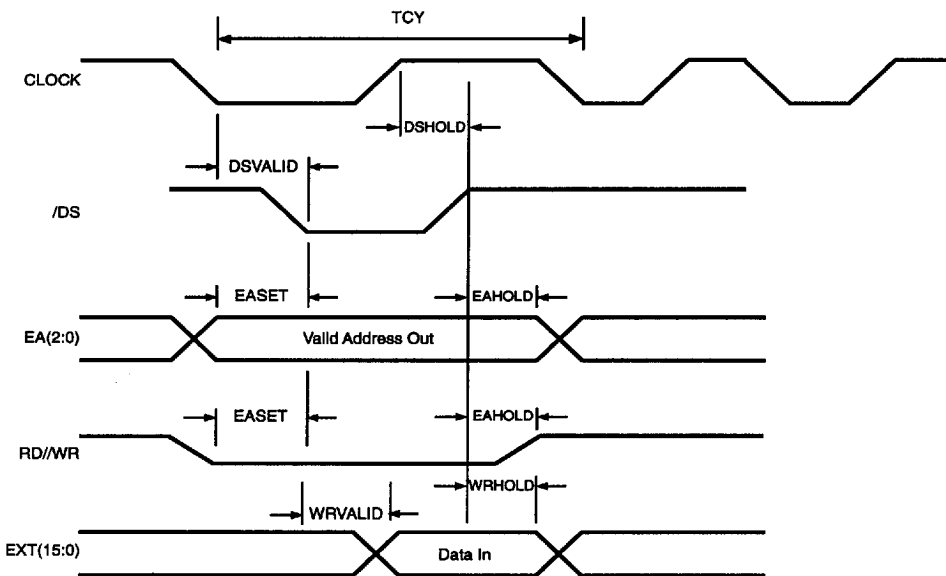 TCY
CLOCK
DSHOLD
DSVALID
/DS
EASET
EAHOLD
EA(2:0)
Valid Address Out
EASET
EAHOLD
RD//WR
WRHOLD
WRVALID
EXT(15:0)
Data In